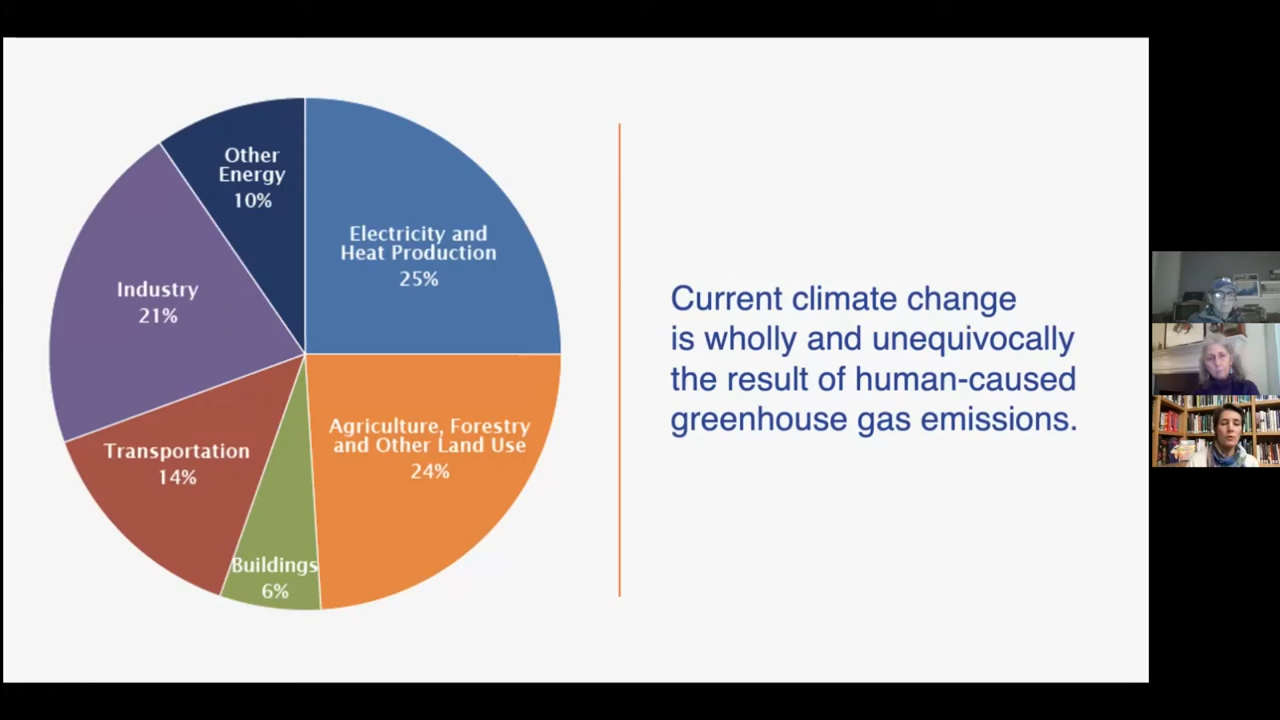 Other
Energy
10%
Electricity and
Heat Production
25%
Industry
21%
Agriculture, Forestry
and Other Land Use
24%
Transportation
14%
Buildings
6%
Current climate change
is wholly and unequivocally
the result of human-caused
greenhouse gas emissions.